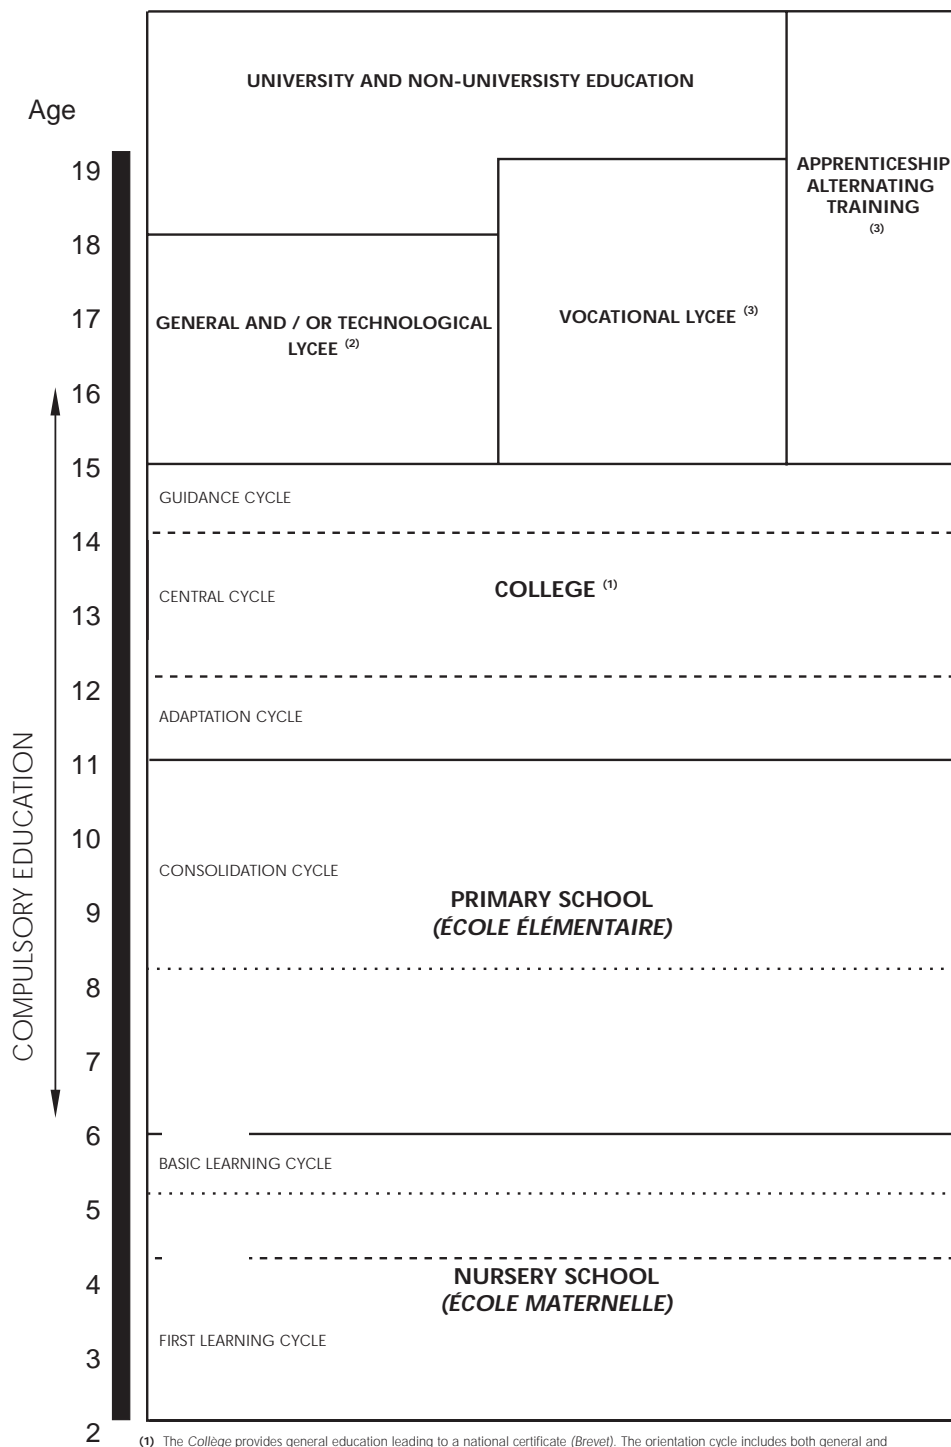 UNIVERSITY AND NON-UNIVERSISTY EDUCATION
Age
19
APPRENTICESHIP
ALTERNATING
TRAINING
(3)
18
17
GENERAL AND / OR TECHNOLOGICAL
LYCEE (2)
VOCATIONAL LYCEE (3)
16
15
GUIDANCE CYCLE
14
CENTRAL CYCLE
COLLEGE (1)
13
12
ADAPTATION CYCLE
11
COMPULSORY EDUCATION
10
CONSOLIDATION CYCLE
PRIMARY SCHOOL
(ÉCOLE ÉLÉMENTAIRE)
9
8
7
6
BASIC LEARNING CYCLE
5
4
NURSERY SCHOOL
(ÉCOLE MATERNELLE)
FIRST LEARNING CYCLE
3
2
(1) The Collège provides general education leading to a national certificate (Brevet). The orientation cycle includes both general and